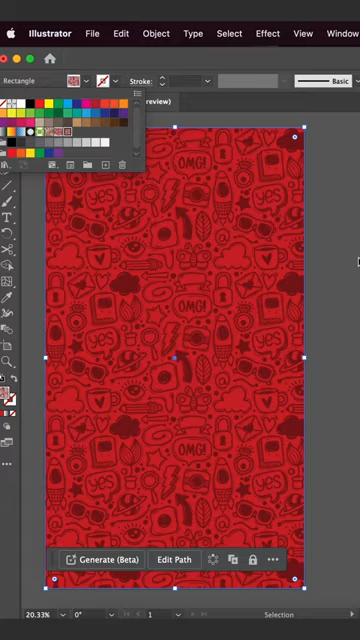 Illustrator File Edit Object Type Select Effect View Window
Rectangle Stroke: Basic
review)
OMG!
yes
OMG!
yes
OMG!
yes
Generate (Beta) Edit Path
20.33% 0° 1 Selection